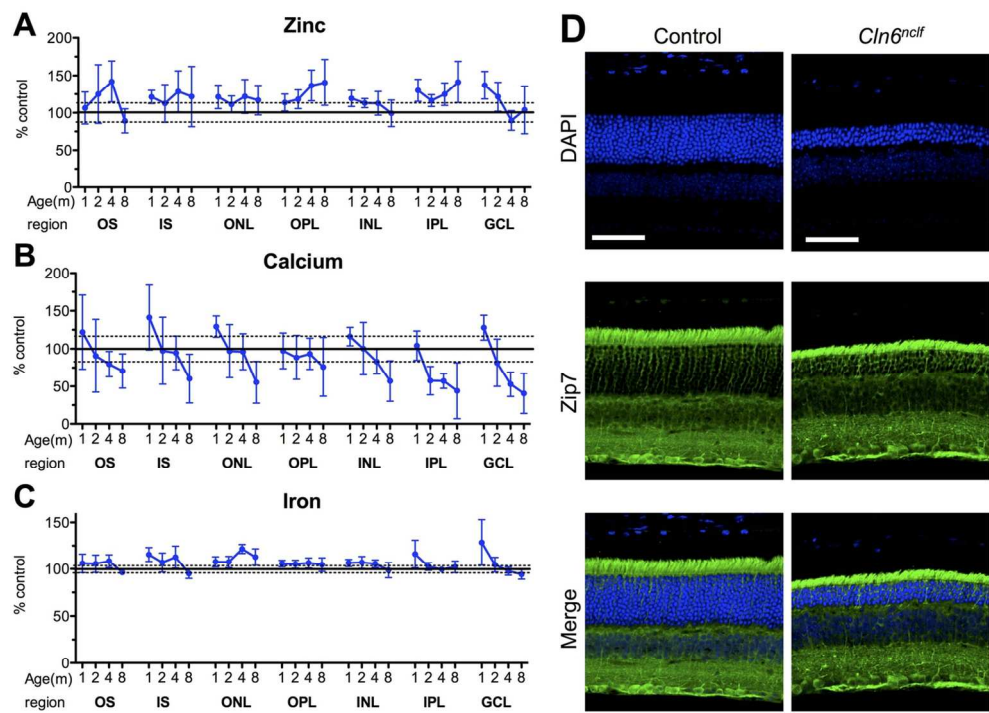 A
Zinc
% control
200
150
100
50
0
Age(m) 1 2 4 8 1 2 4 8 1 2 4 8 1 2 4 8 1 2 4 8 1 2 4 8 1 2 4 8
region OS IS ONL OPL INL IPL GCL
B
Calcium
% control
200
150
100
50
0
Age(m) 1 2 4 8 1 2 4 8 1 2 4 8 1 2 4 8 1 2 4 8 1 2 4 8 1 2 4 8
region OS IS ONL OPL INL IPL GCL
C
Iron
% control
150
100
50
0
Age(m) 1 2 4 8 1 2 4 8 1 2 4 8 1 2 4 8 1 2 4 8 1 2 4 8 1 2 4 8
region OS IS ONL OPL INL IPL GCL
D
Control Cln6nclf
DAPI
Zip7
Merge